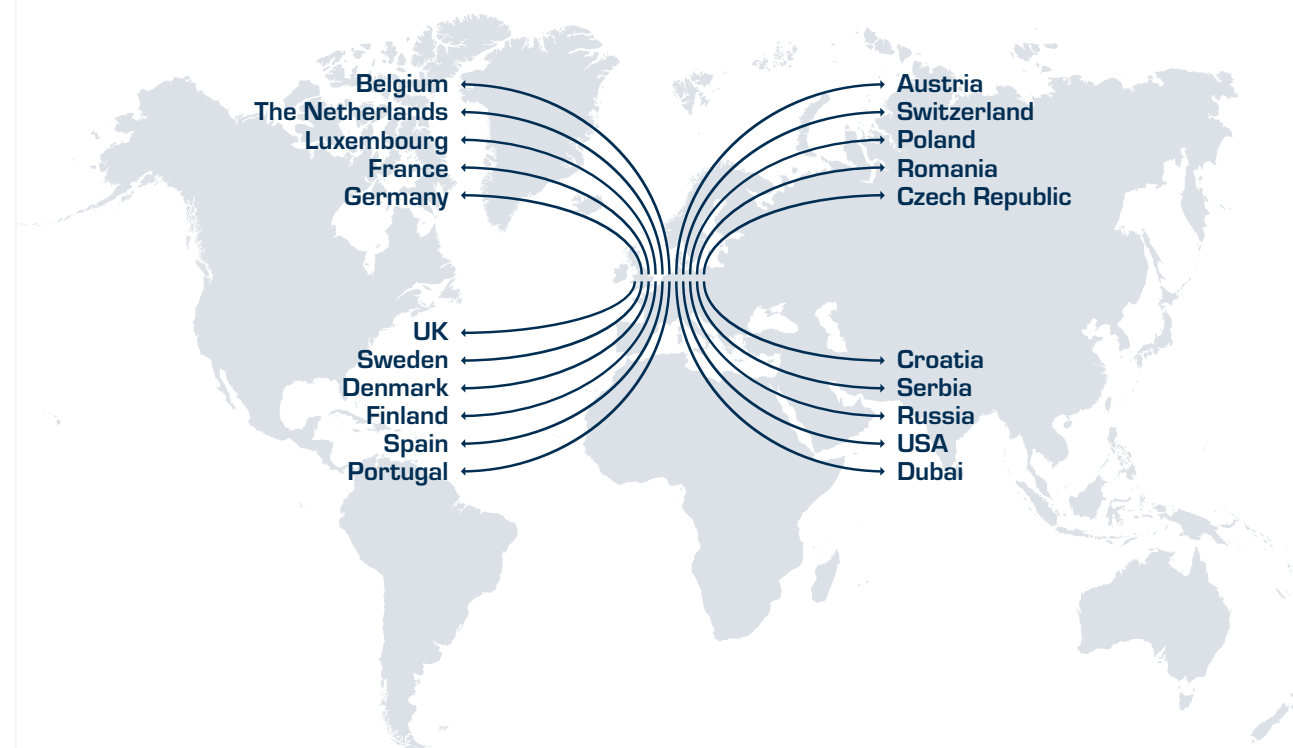 Belgium
The Netherlands
Luxembourg
France
Germany
Austria
Switzerland
Poland
Romania
Czech Republic
UK
Sweden
Denmark
Finland
Spain
Portugal
Croatia
Serbia
Russia
USA
Dubai